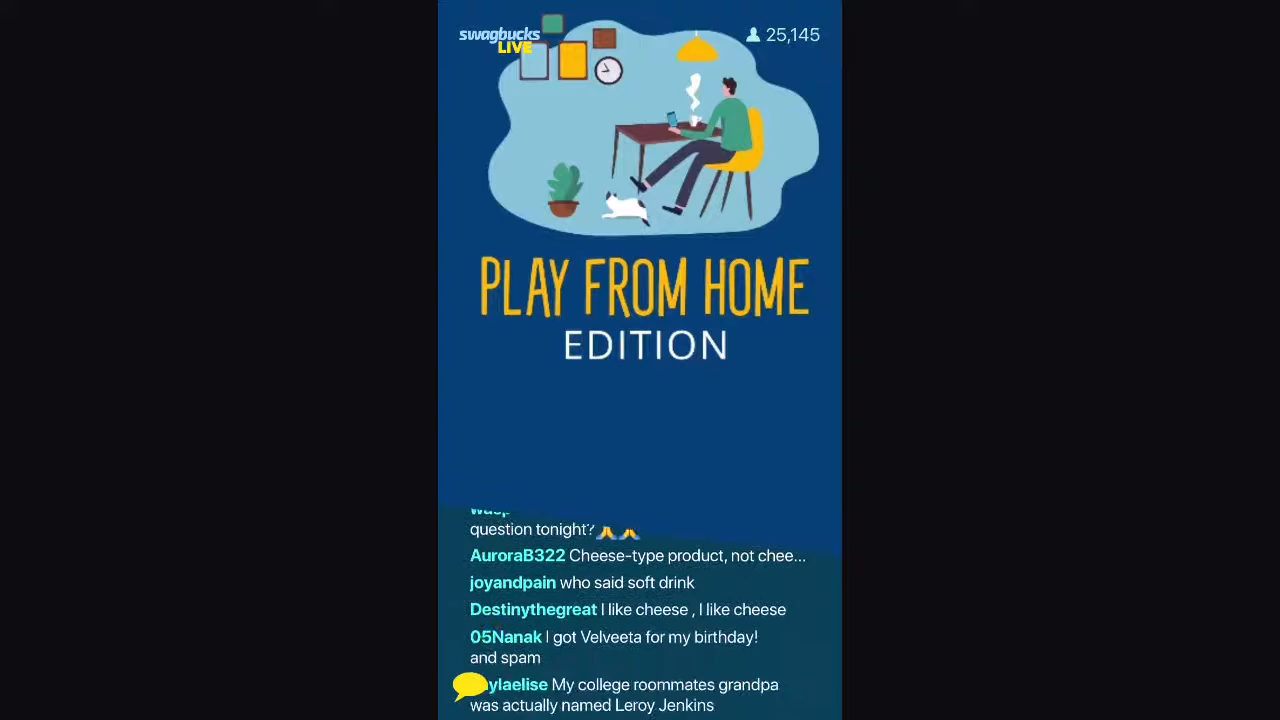 swagbucks
LIVE
25,145
PLAY FROM HOME
EDITION
question tonight?🙏🙏
AuroraB322 Cheese-type product, not chee...
joyandpain who said soft drink
Destinythegreat I like cheese , I like cheese
05Nanak I got Velveeta for my birthday!
and spam
ylaelise My college roommates grandpa
was actually named Leroy Jenkins